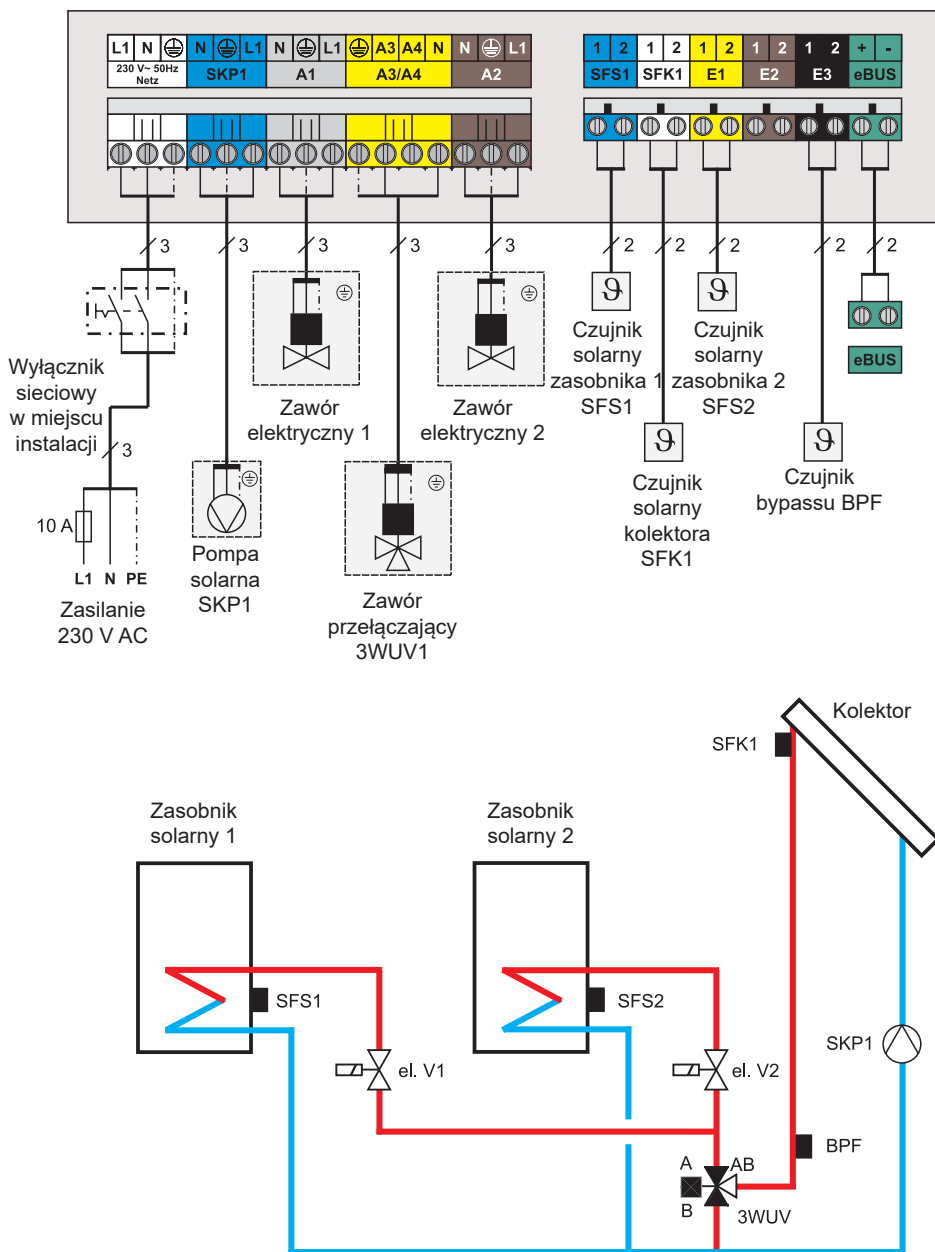 L1 N N L1 N L1 A3 A4 N N L1
230 V~ 50Hz
Netz
SKP1 A1 A3/A4 A2
1 2 1 2 1 2 1 2 1 2 + -
SFS1 SFK1 E1 E2 E3 eBUS
3 3 3 3 3 2 2 2 2 2
Wyłącznik
sieciowy
w miejscu
instalacji
3
10 A
L1 N PE
Zasilanie
230 V AC
Pompa
solarna
SKP1
Zawór
elektryczny 1
Zawór
przełączający
3WUV1
Zawór
elektryczny 2
ϑ
Czujnik
solarny
zasobnika 1
SFS1
ϑ
Czujnik
solarny
kolektora
SFK1
ϑ
Czujnik
solarny
zasobnika 2
SFS2
ϑ
Czujnik
bypassu BPF
eBUS
Kolektor
SFK1
Zasobnik
solarny 1
Zasobnik
solarny 2
SFS1
SFS2
SKP1
el. V1
el. V2
BPF
A AB
B 3WUV